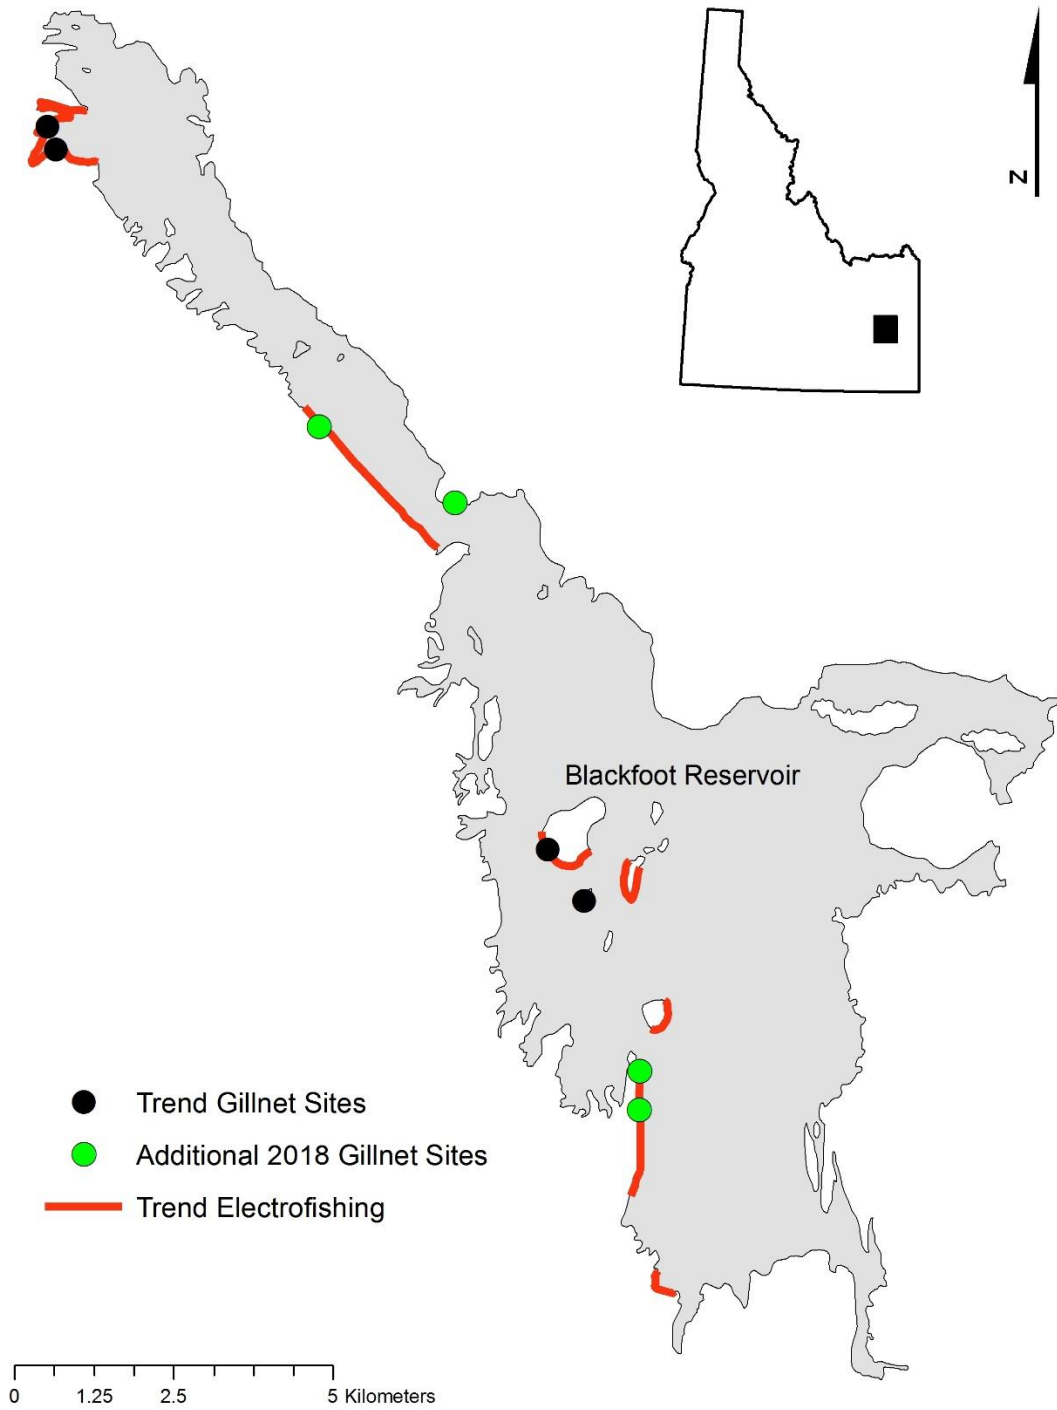 N
Blackfoot Reservoir
Trend Gillnet Sites
Additional 2018 Gillnet Sites
Trend Electrofishing
0 1.25 2.5 5 Kilometers